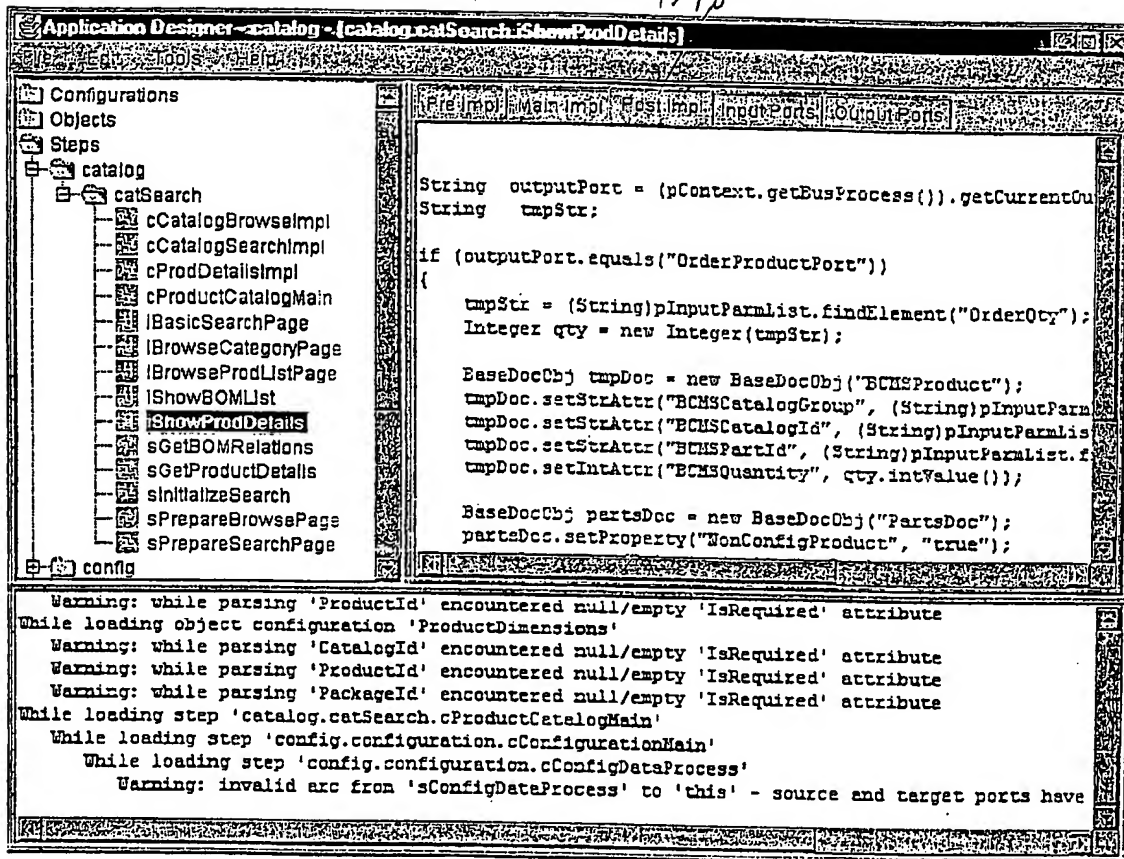 Application Designer - catalog - [catalog.catSearch.iShowProdDetails]
File Edit Tools Help
Configurations
Objects
Steps
catalog
catSearch
cCatalogBrowseImpl
cCatalogSearchImpl
cProdDetailsImpl
cProductCatalogMain
iBasicSearchPage
iBrowseCategoryPage
iBrowseProdListPage
iShowBOMList
iShowProdDetails
sGetBOMRelations
sGetProductDetails
sInitializeSearch
sPrepareBrowsePage
sPrepareSearchPage
config
Pre Impl Main Impl Post Impl Input Ports Output Ports
String outputPort = (pContext.getBusProcess()).getCurrentOu
String tmpStr;
if (outputPort.equals("OrderProductPort"))
{
tmpStr = (String)pInputParmList.findElement("OrderQty");
Integer qty = new Integer(tmpStr);
BaseDocObj tmpDoc = new BaseDocObj("BCMSProduct");
tmpDoc.setStrAttr("BCMSCatalogGroup", (String)pInputParm
tmpDoc.setStrAttr("BCMSCatalogId", (String)pInputParmLis
tmpDoc.setStrAttr("BCMSPartId", (String)pInputParmList.f
tmpDoc.setIntAttr("BCMSQuantity", qty.intValue());
BaseDocObj partsDoc = new BaseDocObj("PartsDoc");
partsDoc.setProperty("NonConfigProduct", "true");
Warning: while parsing 'ProductId' encountered null/empty 'IsRequired' attribute
While loading object configuration 'ProductDimensions'
Warning: while parsing 'CatalogId' encountered null/empty 'IsRequired' attribute
Warning: while parsing 'ProductId' encountered null/empty 'IsRequired' attribute
Warning: while parsing 'PackageId' encountered null/empty 'IsRequired' attribute
While loading step 'catalog.catSearch.cProductCatalogMain'
While loading step 'config.configuration.cConfigurationMain'
While loading step 'config.configuration.cConfigDataProcess'
Warning: invalid arc from 'sConfigDataProcess' to 'this' - source and target ports have